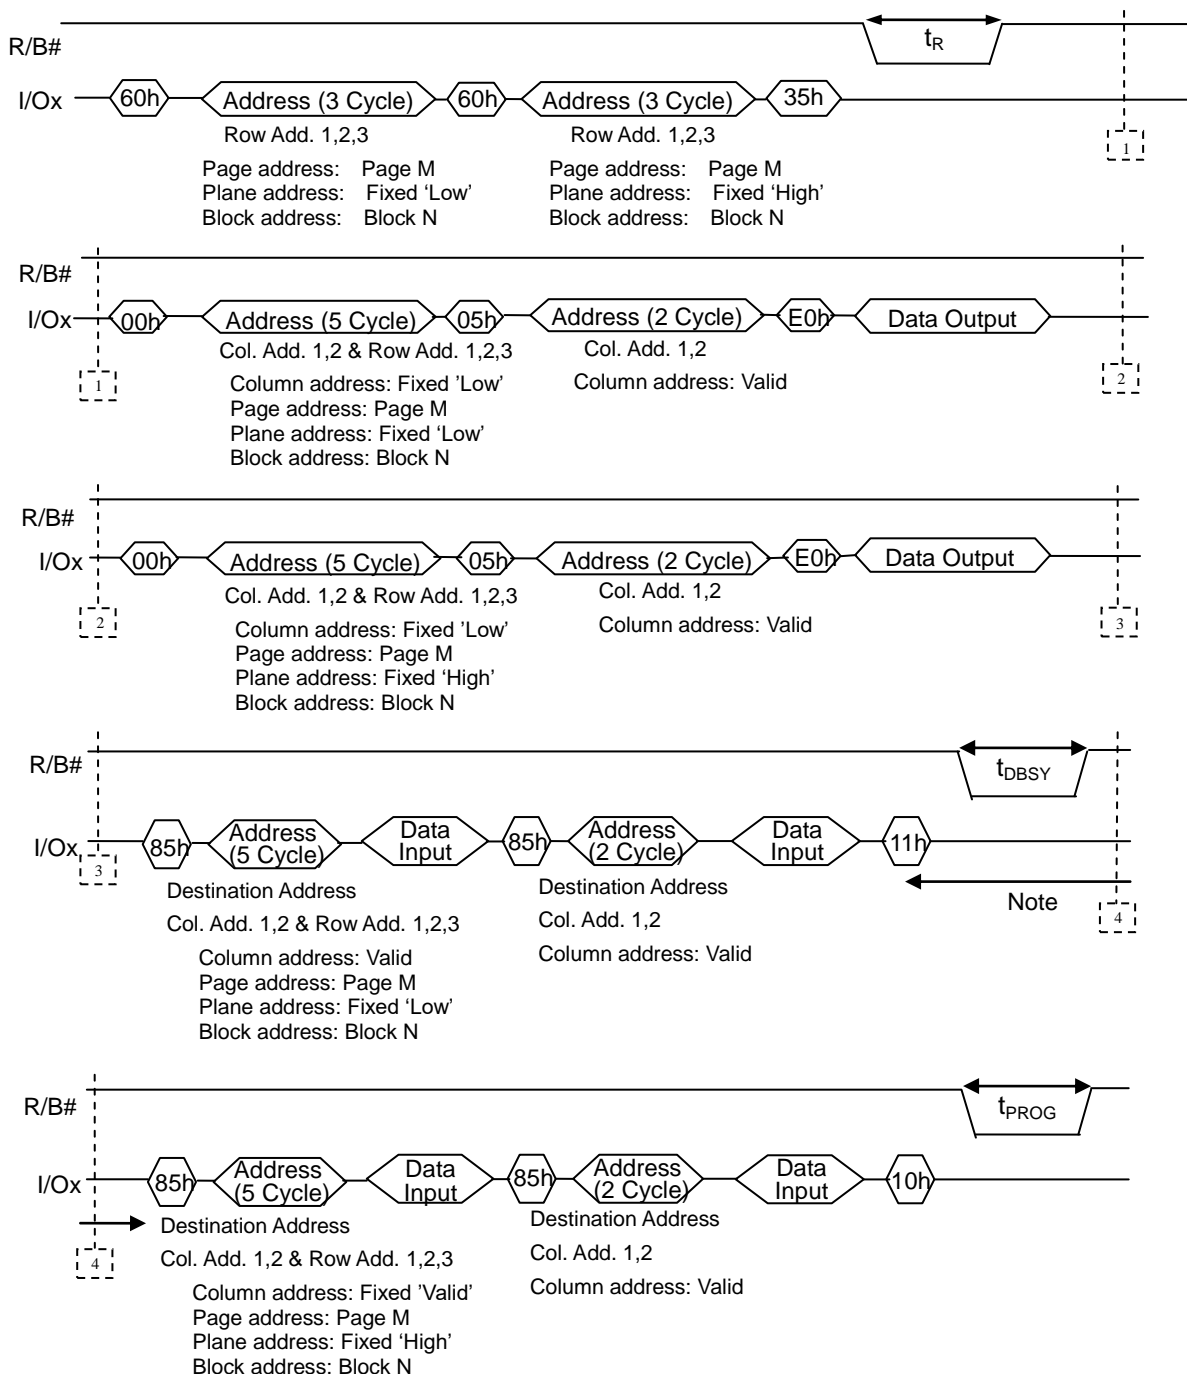 R/B#
tR
I/Ox 60h Address (3 Cycle) 60h Address (3 Cycle) 35h
Row Add. 1,2,3 Row Add. 1,2,3
1
Page address: Page M Page address: Page M
Plane address: Fixed ‘Low’ Plane address: Fixed ‘High’
Block address: Block N Block address: Block N
R/B#
I/Ox 00h Address (5 Cycle) 05h Address (2 Cycle) E0h Data Output
Col. Add. 1,2 & Row Add. 1,2,3 Col. Add. 1,2
1 Column address: Fixed ’Low’ Column address: Valid 2
Page address: Page M
Plane address: Fixed ‘Low’
Block address: Block N
R/B#
I/Ox 00h Address (5 Cycle) 05h Address (2 Cycle) E0h Data Output
Col. Add. 1,2 & Row Add. 1,2,3 Col. Add. 1,2
2 Column address: Fixed ’Low’ Column address: Valid 3
Page address: Page M
Plane address: Fixed ‘High’
Block address: Block N
R/B#
tDBSY
I/Ox 85h Address (5 Cycle) Data Input 85h Address (2 Cycle) Data Input 11h
3
Destination Address Destination Address
Note
4
Col. Add. 1,2 & Row Add. 1,2,3 Col. Add. 1,2
Column address: Valid Column address: Valid
Page address: Page M
Plane address: Fixed ‘Low’
Block address: Block N
R/B#
tPROG
I/Ox 85h Address (5 Cycle) Data Input 85h Address (2 Cycle) Data Input 10h
Destination Address Destination Address
4 Col. Add. 1,2 & Row Add. 1,2,3 Col. Add. 1,2
Column address: Fixed ’Valid’ Column address: Valid
Page address: Page M
Plane address: Fixed ‘High’
Block address: Block N